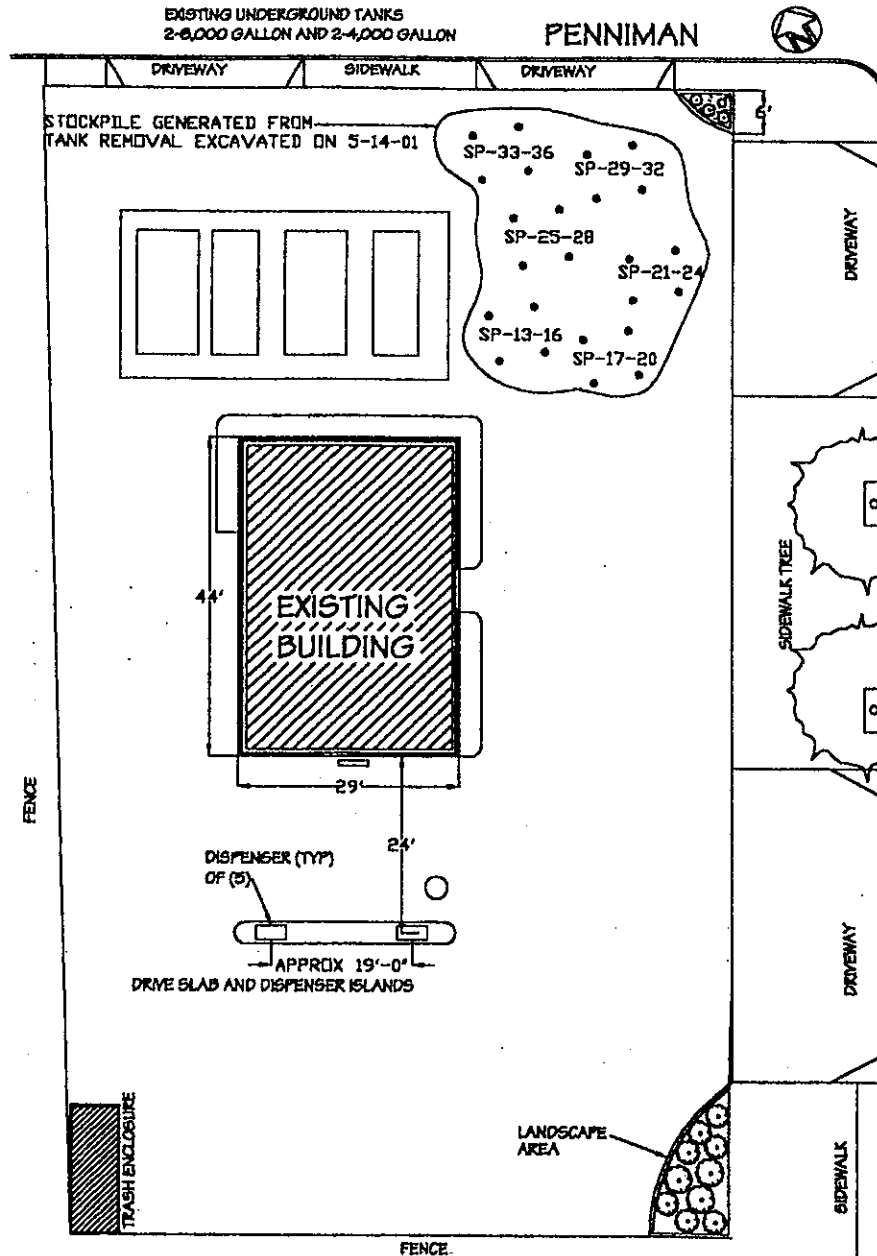 EXISTING UNDERGROUND TANKS
2-8,000 GALLON AND 2-4,000 GALLON
PENNIMAN
DRIVEWAY
SIDEWALK
DRIVEWAY
STOCKPILE GENERATED FROM
TANK REMOVAL EXCAVATED ON 5-14-01
SP-33-36
SP-29-32
SP-25-28
SP-21-24
SP-13-16
SP-17-20
DRIVEWAY
44'
EXISTING
BUILDING
SIDEWALK TREE
FENCE
29'
24'
DISPENSER (TYP)
OF (5)
APPROX 19'-0"
DRIVE SLAB AND DISPENSER ISLANDS
DRIVEWAY
TRASH ENCLOSURE
LANDSCAPE
AREA
SIDEWALK
FENCE